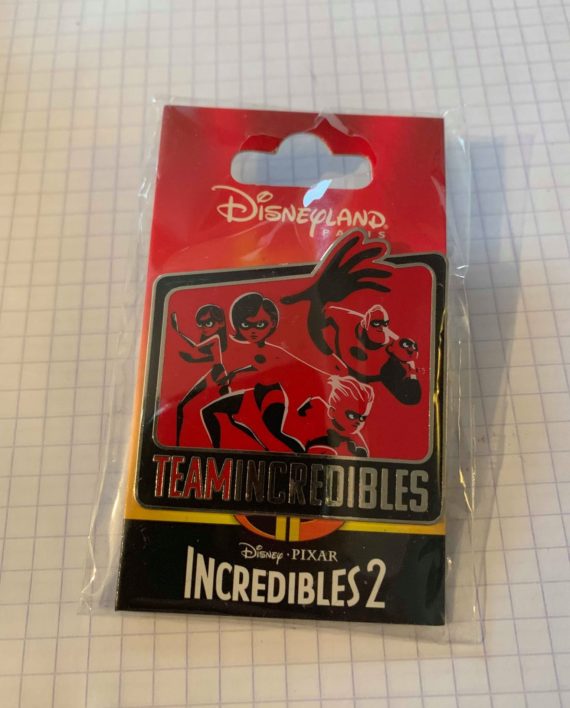 DISNEYLAND
PARIS
TEAMINCREDIBLES
DISNEY · PIXAR
INCREDIBLES 2